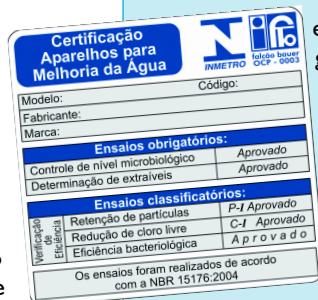 Certificação
Aparelhos para
Melhoria da Água
INMETRO
ifbo
falcão bauer
OCP - 0003
Modelo: Código:
Fabricante:
Marca:
Ensaios obrigatórios:
Controle de nível microbiológico Aprovado
Determinação de extraíveis Aprovado
Ensaios classificatórios:
Verificação de Eficiência
Retenção de partículas P-I Aprovado
Redução de cloro livre C-I Aprovado
Eficiência bacteriológica Aprovado
Os ensaios foram realizados de acordo
com a NBR 15176:2004